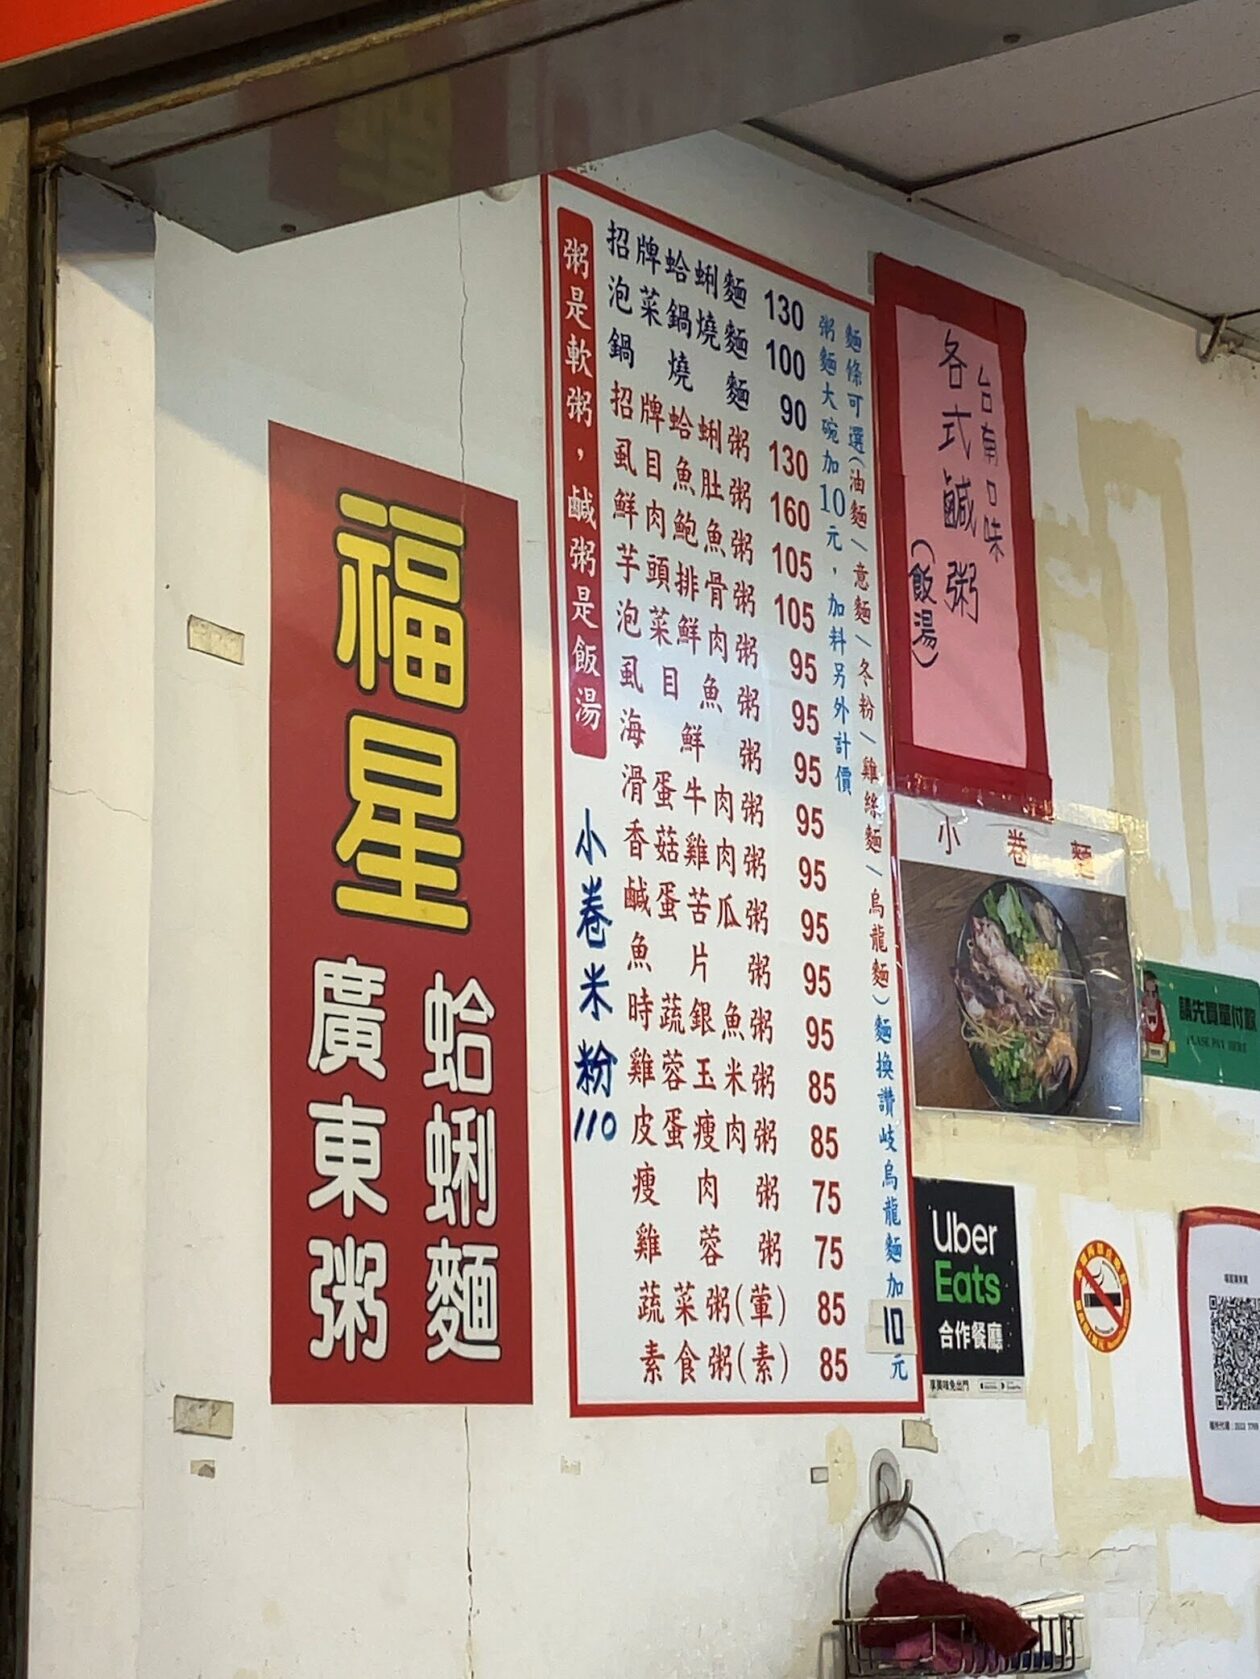 福星
蛤蜊麵
廣東粥
粥是軟粥，鹹粥是飯湯
小卷米粉
110
招牌蛤蜊麵 130
泡菜鍋燒麵 100
鍋燒麵 90
招牌蛤蜊粥 130
虱目魚肚粥 160
鮮肉鮑魚粥 105
芋頭排骨粥 105
泡菜鮮肉粥 95
虱目魚粥 95
海鮮粥 95
滑蛋牛肉粥 95
香菇雞肉粥 95
鹹蛋苦瓜粥 95
魚片粥 95
時蔬銀魚粥 95
雞蓉玉米粥 85
皮蛋瘦肉粥 85
瘦肉粥 75
雞蓉粥 75
蔬菜粥(葷) 85
素食粥(素) 85
麵條可選(油麵/意麵/冬粉/雞絲麵/烏龍麵)麵換讚岐烏龍麵加10元
粥麵大碗加10元，加料另外計價
台南口味
各式鹹粥
(飯湯)
小卷麵
請先買單付款
PLEASE PAY HERE
Uber
Eats
合作餐廳